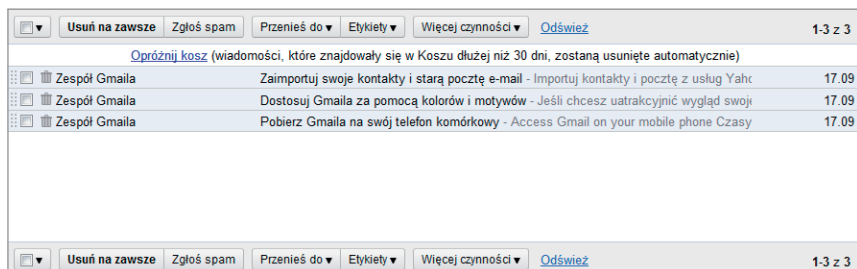 Usuń na zawsze Zgłoś spam Przenieś do Etykiety Więcej czynności Odśwież 1-3 z 3
Opróżnij kosz (wiadomości, które znajdowały się w Koszu dłużej niż 30 dni, zostaną usunięte automatycznie)
Zespół Gmaila Zaimportuj swoje kontakty i starą pocztę e-mail - Importuj kontakty i pocztę z usług Yaho 17.09
Zespół Gmaila Dostosuj Gmaila za pomocą kolorów i motywów - Jeśli chcesz uatrakcyjnić wygląd swoje 17.09
Zespół Gmaila Pobierz Gmaila na swój telefon komórkowy - Access Gmail on your mobile phone Czasy 17.09
Usuń na zawsze Zgłoś spam Przenieś do Etykiety Więcej czynności Odśwież 1-3 z 3